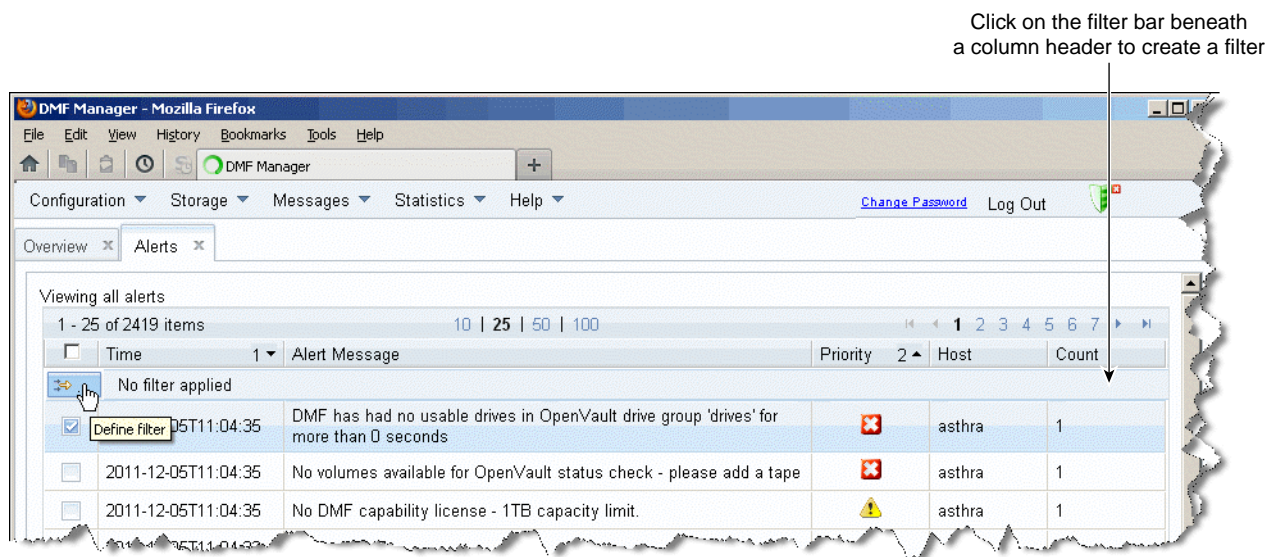 Click on the filter bar beneath
a column header to create a filter
DMF Manager - Mozilla Firefox
File Edit View History Bookmarks Tools Help
DMF Manager +
Configuration Storage Messages Statistics Help Change Password Log Out
Overview x Alerts x
Viewing all alerts
1 - 25 of 2419 items 10 | 25 | 50 | 100 1 2 3 4 5 6 7
Time 1 Alert Message Priority 2 Host Count
No filter applied
Define filter
05T11:04:35 DMF has had no usable drives in OpenVault drive group 'drives' for
more than 0 seconds asthra 1
2011-12-05T11:04:35 No volumes available for OpenVault status check - please add a tape asthra 1
2011-12-05T11:04:35 No DMF capability license - 1TB capacity limit. asthra 1